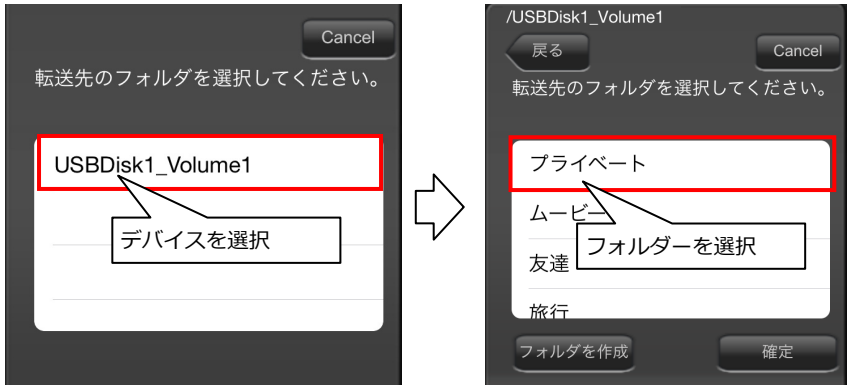 Cancel
転送先のフォルダを選択してください。
USBDisk1_Volume1
デバイスを選択
/USBDisk1_Volume1
戻る
Cancel
転送先のフォルダを選択してください。
プライベート
ムービー
フォルダーを選択
友達
旅行
フォルダを作成
確定